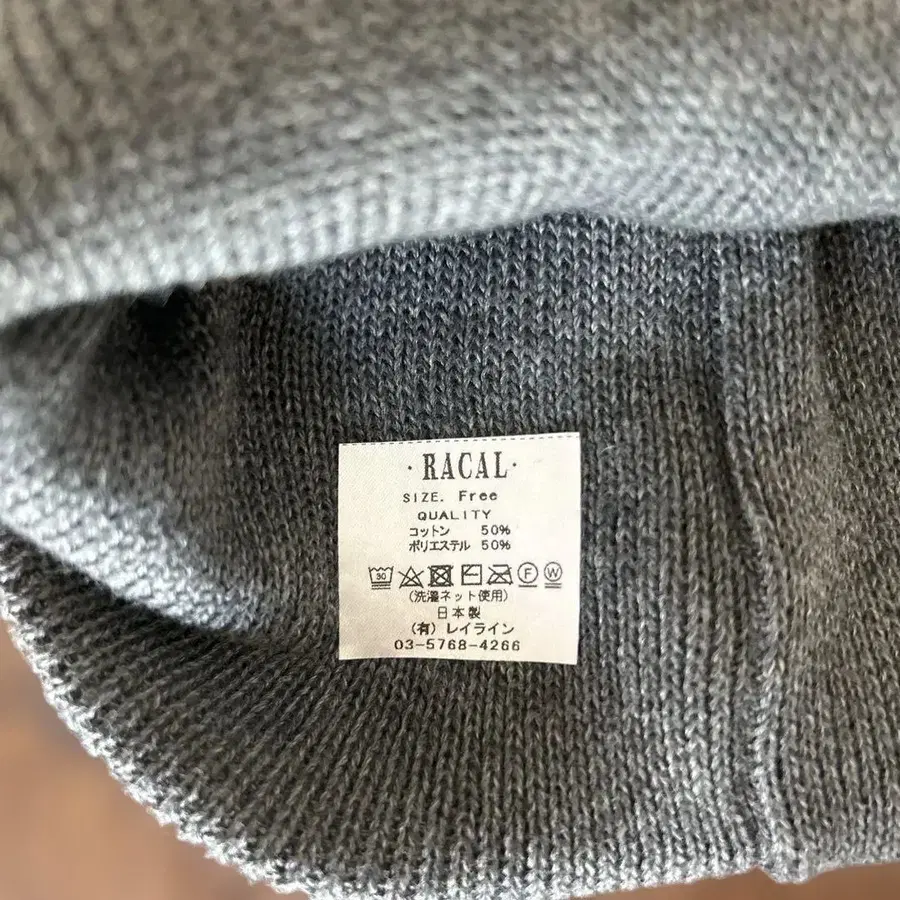 · RACAL ·
SIZE. Free
QUALITY
コットン 50%
ポリエステル 50%
30 F W
(洗濯ネット使用)
日本製
(有)レイライン
03-5768-4266